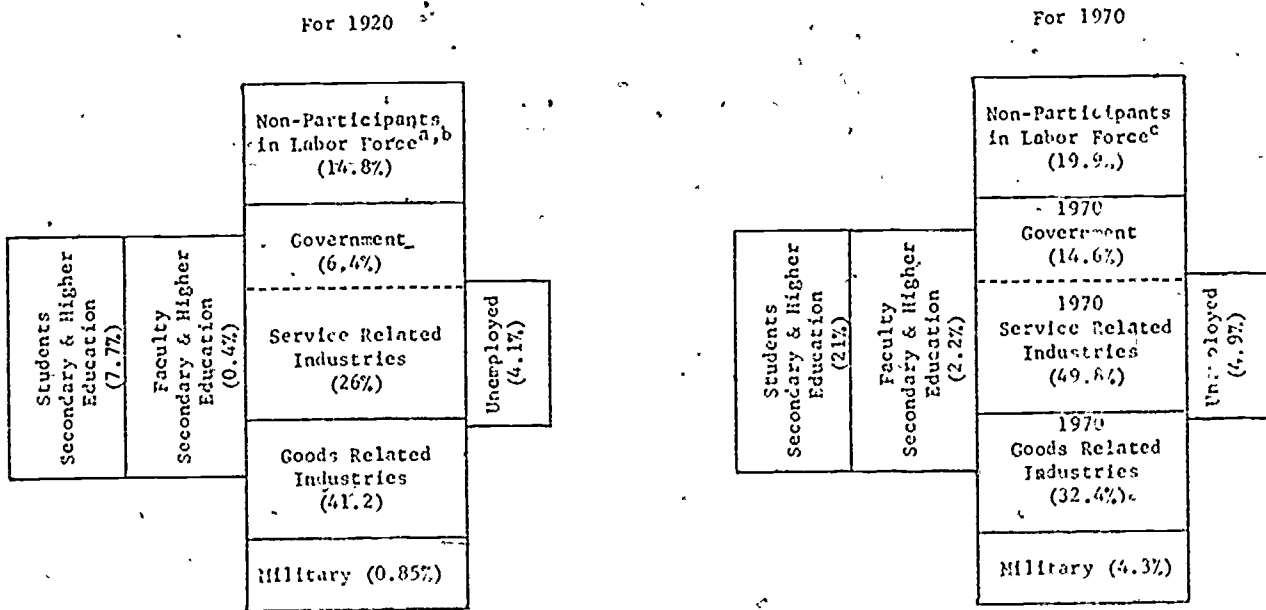 For 1920
Non-Participants
in Labor Force a,b
(14.8%)
Government
(6.4%)
Service Related
Industries
(26%)
Goods Related
Industries
(41.2)
Military (0.85%)
Students
Secondary & Higher
Education
(7.7%)
Faculty
Secondary & Higher
Education
(0.4%)
Unemployed
(4.1%)
For 1970
Non-Participants
in Labor Force c
1970
Government
(14.6%)
1970
Service Related
Industries
1970
Goods Related
Industries
(32.4%)
Military (4.3%)
Students
Secondary & Higher
Education
(21%)
Faculty
Secondary & Higher
Education
(2.2%)
Unemployed
(4.9%)